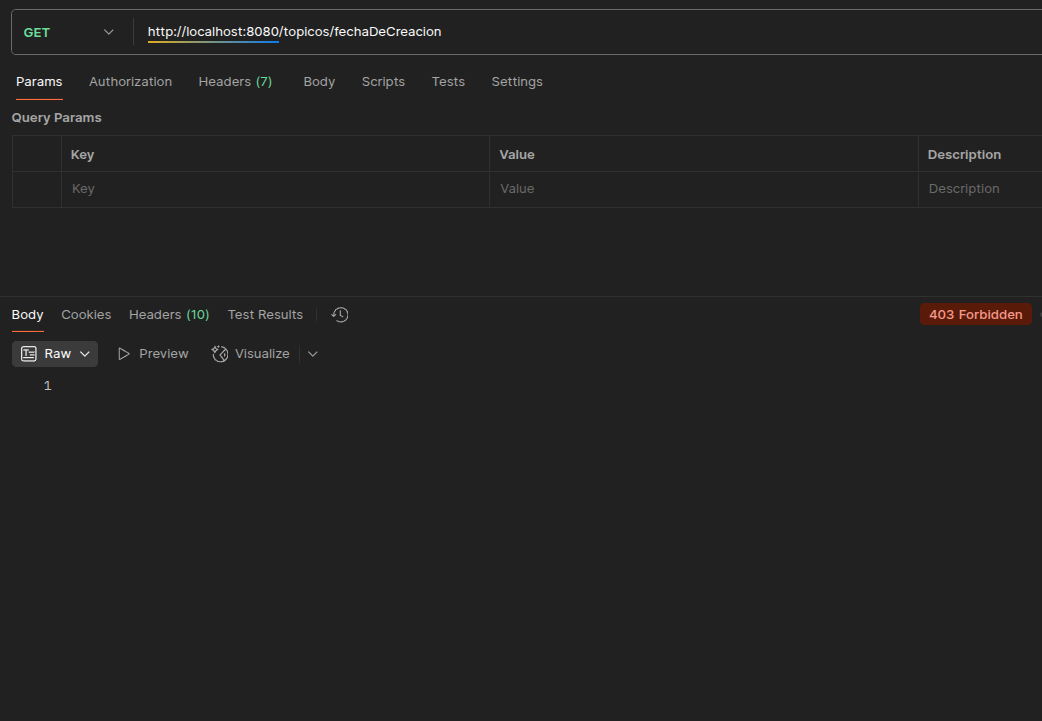 GET http://localhost:8080/topicos/fechaDeCreacion
Params Authorization Headers (7) Body Scripts Tests Settings
Query Params
Key Value Description
Key Value Description
Body Cookies Headers (10) Test Results 403 Forbidden
Raw Preview Visualize
1